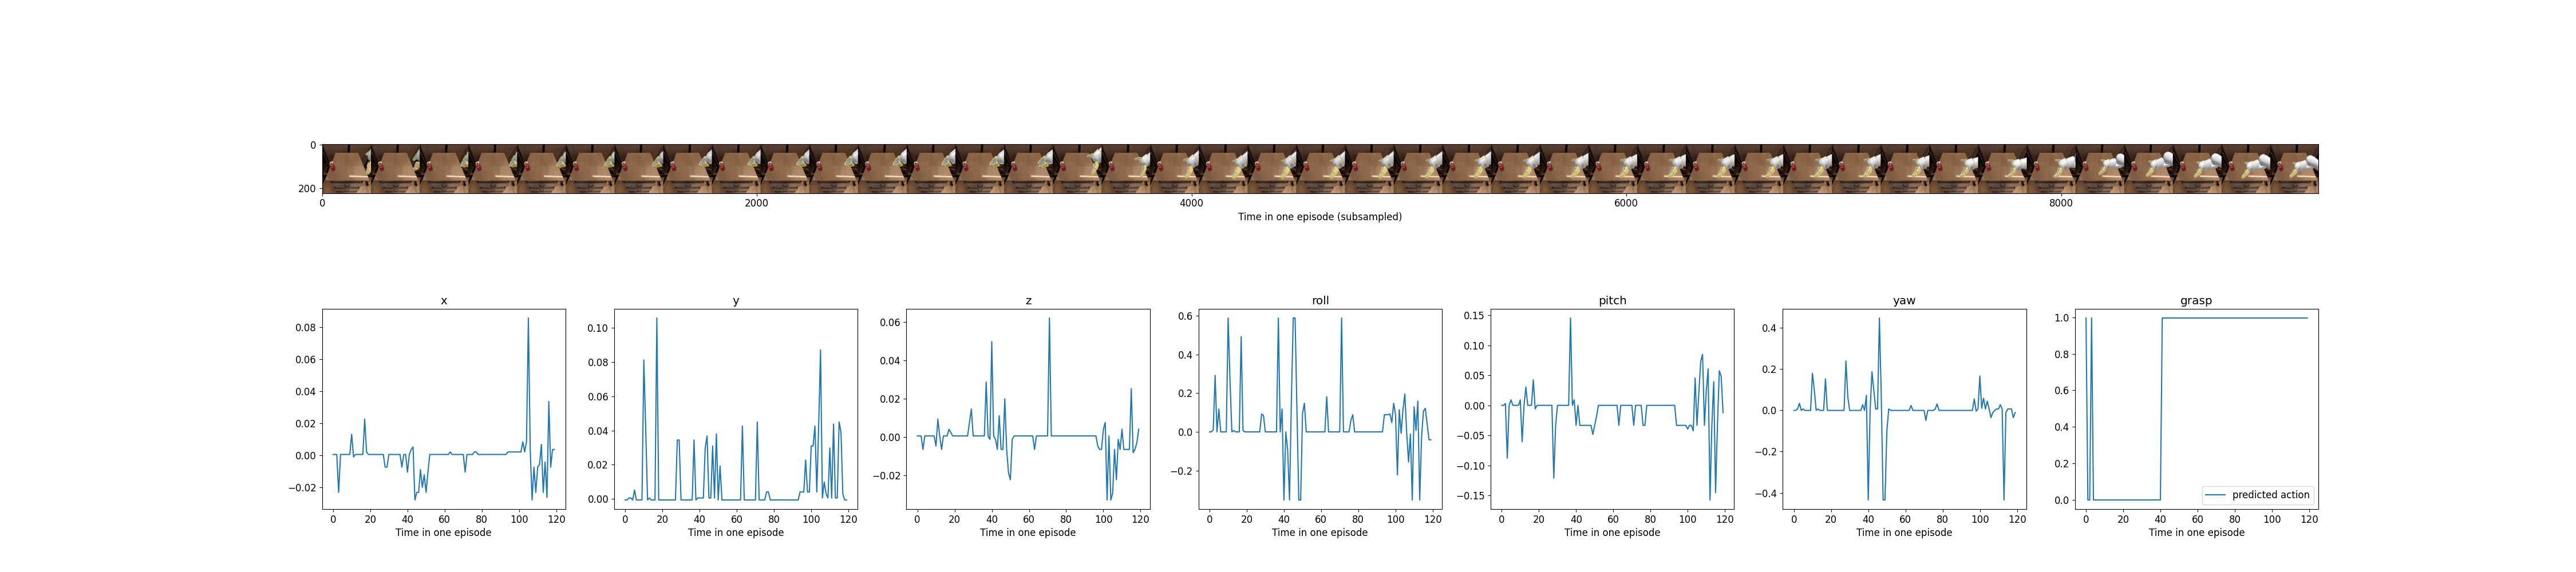 0
200
0 2000 4000 6000 8000
Time in one episode (subsampled)
x
0.08
0.06
0.04
0.02
0.00
−0.02
0 20 40 60 80 100 120
Time in one episode
y
0.10
0.08
0.06
0.04
0.02
0.00
0 20 40 60 80 100 120
Time in one episode
z
0.06
0.04
0.02
0.00
−0.02
0 20 40 60 80 100 120
Time in one episode
roll
0.6
0.4
0.2
0.0
−0.2
0 20 40 60 80 100 120
Time in one episode
pitch
0.15
0.10
0.05
0.00
−0.05
−0.10
−0.15
0 20 40 60 80 100 120
Time in one episode
yaw
0.4
0.2
0.0
−0.2
−0.4
0 20 40 60 80 100 120
Time in one episode
grasp
1.0
0.8
0.6
0.4
0.2
0.0
predicted action
0 20 40 60 80 100 120
Time in one episode